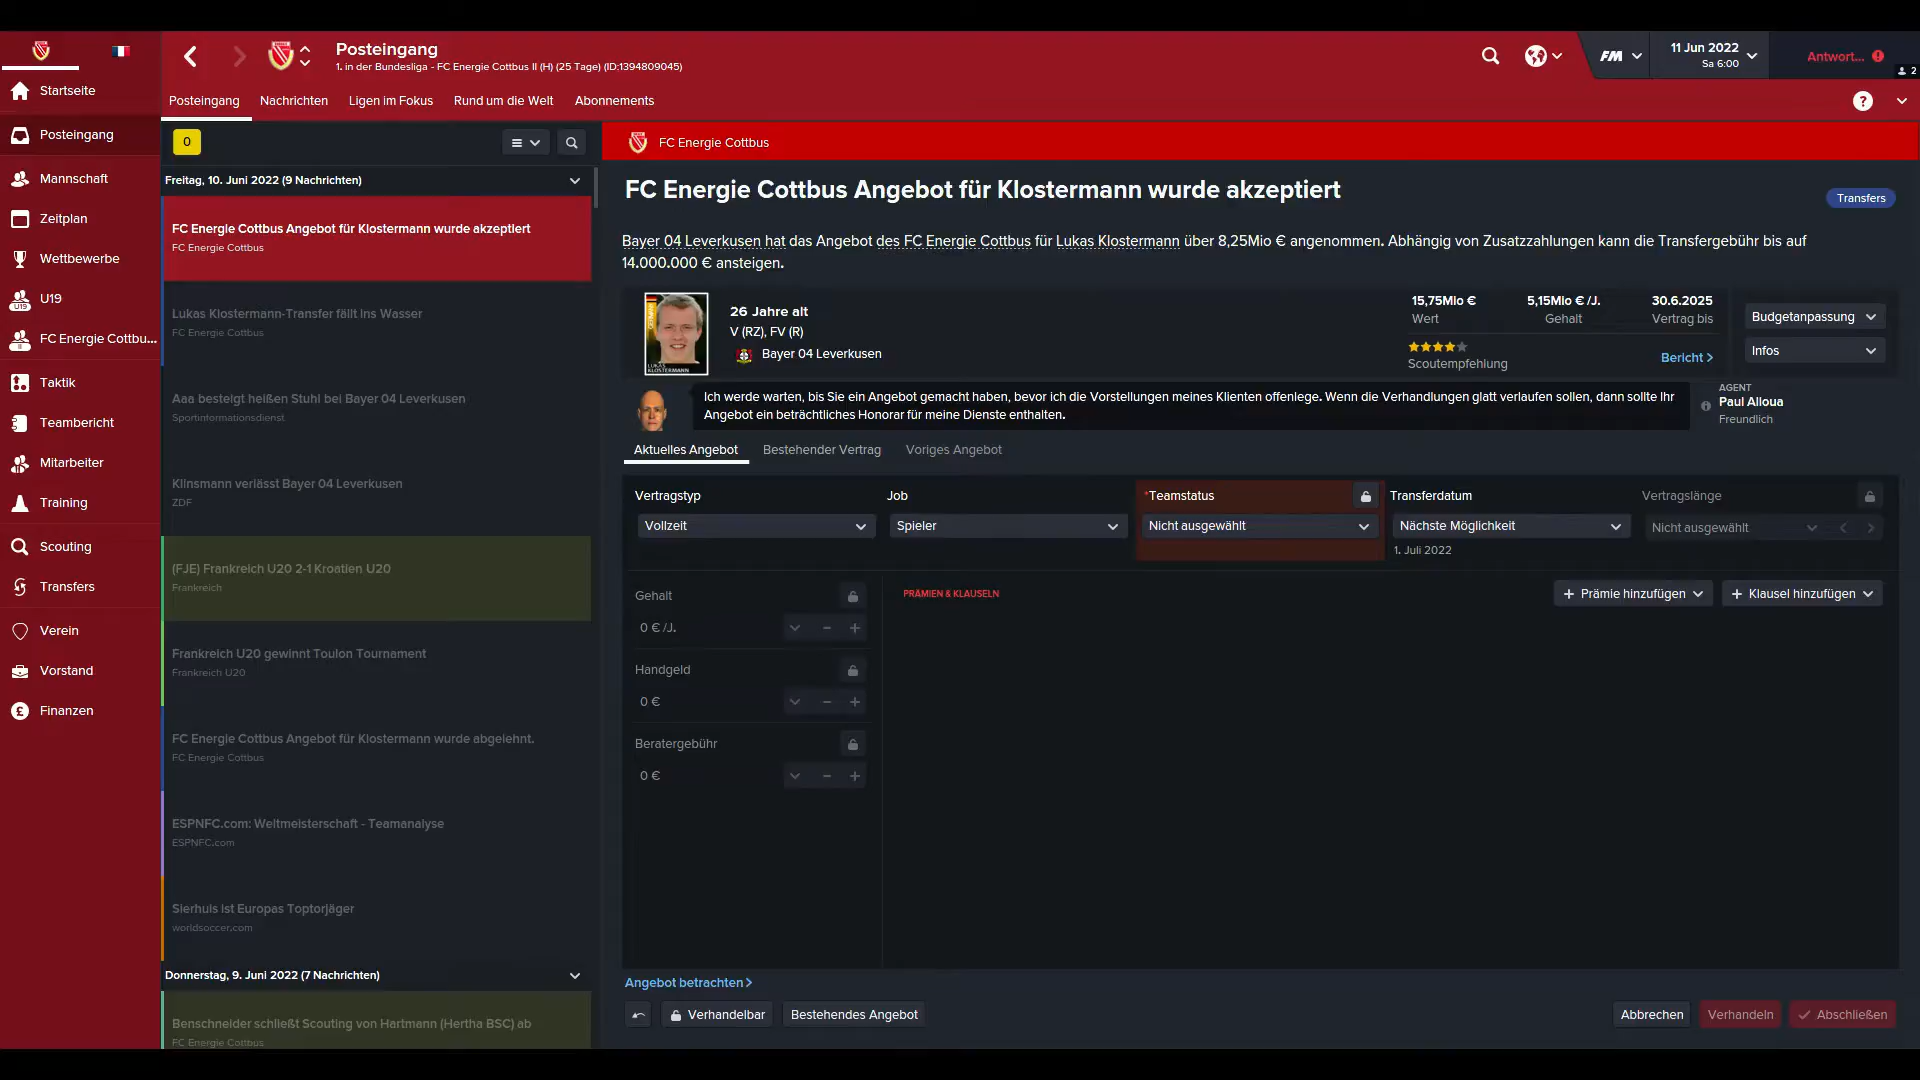 Posteingang
1. in der Bundesliga - FC Energie Cottbus II (H) (25 Tage) (ID:1394809045)
FM
11 Jun 2022
Sa 6:00
Antwort...
2
Posteingang
Nachrichten
Ligen im Fokus
Rund um die Welt
Abonnements
Startseite
Posteingang
Mannschaft
Zeitplan
Wettbewerbe
U19
FC Energie Cottbu...
Taktik
Teambericht
Mitarbeiter
Training
Scouting
Transfers
Verein
Vorstand
Finanzen
0
Freitag, 10. Juni 2022 (9 Nachrichten)
FC Energie Cottbus Angebot für Klostermann wurde akzeptiert
FC Energie Cottbus
Lukas Klostermann-Transfer fällt ins Wasser
FC Energie Cottbus
Aaa besteigt heißen Stuhl bei Bayer 04 Leverkusen
Sportinformationsdienst
Klinsmann verlässt Bayer 04 Leverkusen
ZDF
(FJE) Frankreich U20 2-1 Kroatien U20
Frankreich
Frankreich U20 gewinnt Toulon Tournament
Frankreich U20
FC Energie Cottbus Angebot für Klostermann wurde abgelehnt.
FC Energie Cottbus
ESPNFC.com: Weltmeisterschaft - Teamanalyse
ESPNFC.com
Sierhuis ist Europas Toptorjäger
worldsoccer.com
Donnerstag, 9. Juni 2022 (7 Nachrichten)
Benschneider schließt Scouting von Hartmann (Hertha BSC) ab
FC Energie Cottbus
FC Energie Cottbus
FC Energie Cottbus Angebot für Klostermann wurde akzeptiert
Transfers
Bayer 04 Leverkusen hat das Angebot des FC Energie Cottbus für Lukas Klostermann über 8,25Mio € angenommen. Abhängig von Zusatzzahlungen kann die Transfergebühr bis auf
14.000.000 € ansteigen.
GERMANY
LUKAS
KLOSTERMANN
26 Jahre alt
V (RZ), FV (R)
Bayer 04 Leverkusen
15,75Mio €
Wert
5,15Mio € /J.
Gehalt
30.6.2025
Vertrag bis
Scoutempfehlung
Bericht >
Budgetanpassung
Infos
Ich werde warten, bis Sie ein Angebot gemacht haben, bevor ich die Vorstellungen meines Klienten offenlege. Wenn die Verhandlungen glatt verlaufen sollen, dann sollte Ihr
Angebot ein beträchtliches Honorar für meine Dienste enthalten.
AGENT
Paul Alloua
Freundlich
Aktuelles Angebot
Bestehender Vertrag
Voriges Angebot
Vertragstyp
Vollzeit
Job
Spieler
*Teamstatus
Nicht ausgewählt
Transferdatum
Nächste Möglichkeit
1. Juli 2022
Vertragslänge
Nicht ausgewählt
Gehalt
0 € /J.
Handgeld
0 €
Beratergebühr
0 €
PRÄMIEN & KLAUSELN
+ Prämie hinzufügen
+ Klausel hinzufügen
Angebot betrachten >
Verhandelbar
Bestehendes Angebot
Abbrechen
Verhandeln
Abschließen